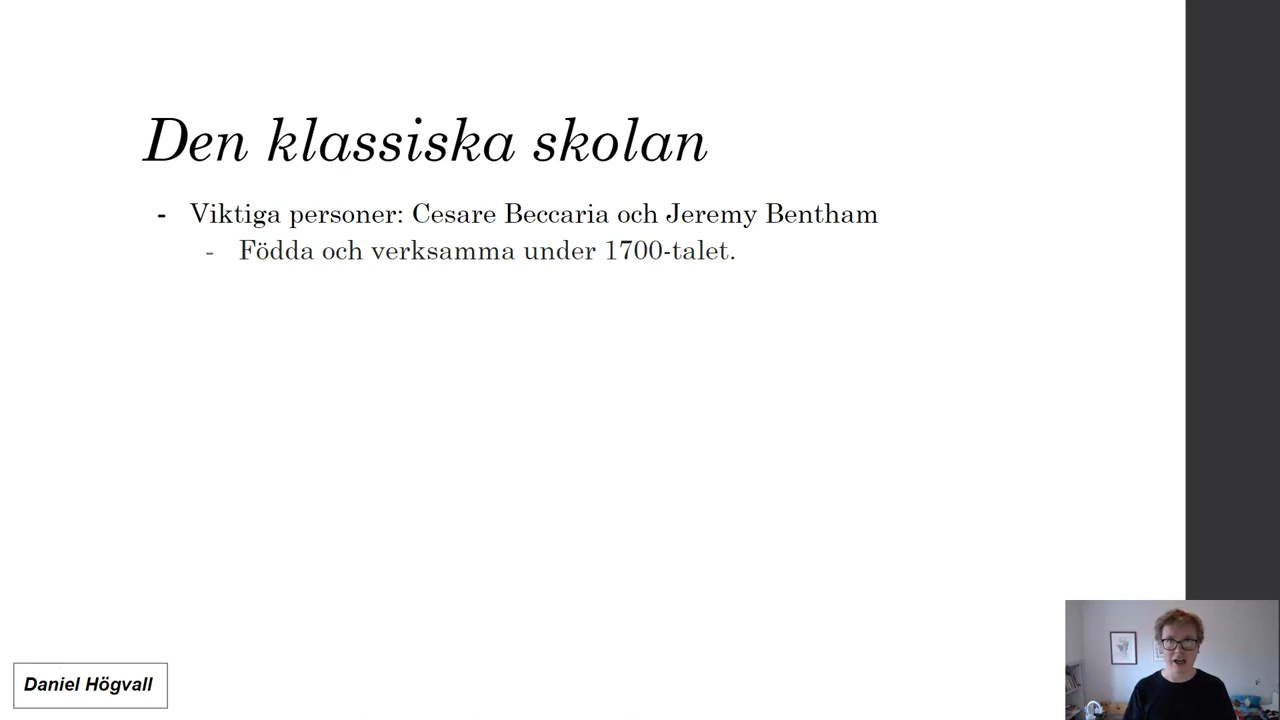 Den klassiska skolan
- Viktiga personer: Cesare Beccaria och Jeremy Bentham
- Födda och verksamma under 1700-talet.
Daniel Högvall